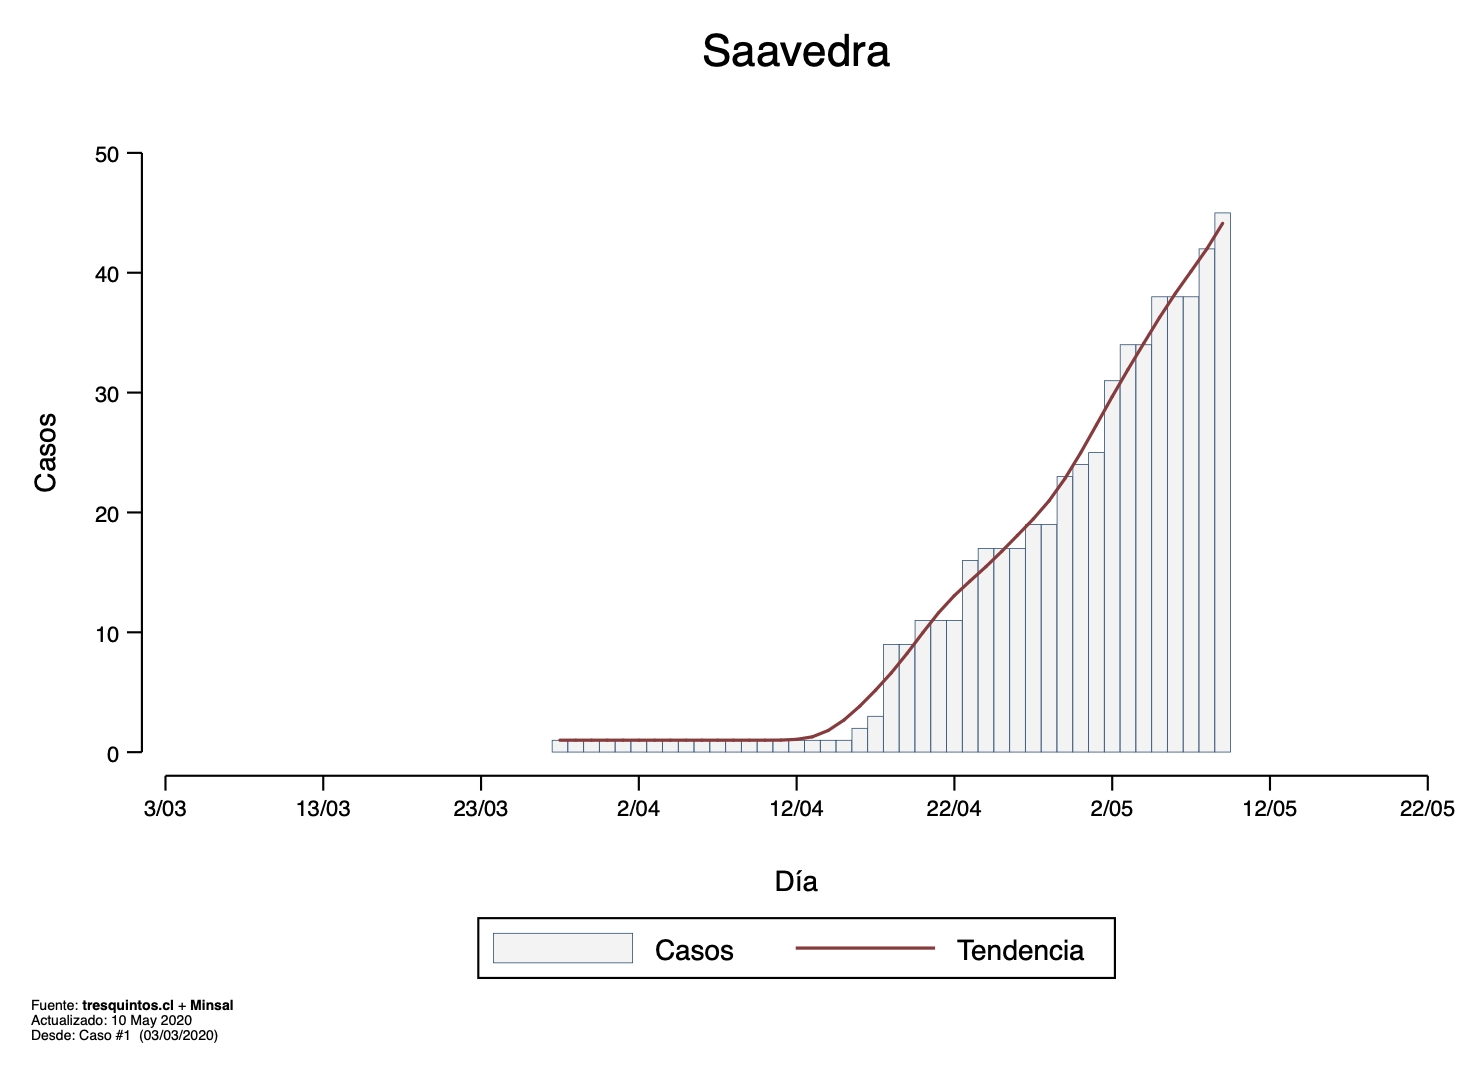 Saavedra
50
40
30
20
10
0
Casos
3/03 13/03 23/03 2/04 12/04 22/04 2/05 12/05 22/05
Día
Casos Tendencia
Fuente: tresquintos.cl + Minsal
Actualizado: 10 May 2020
Desde: Caso #1 (03/03/2020)